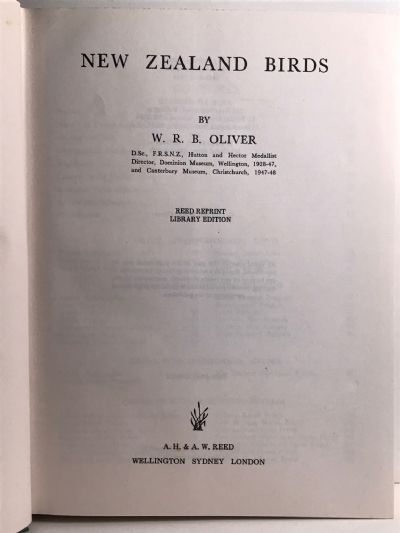 NEW ZEALAND BIRDS
BY
W. R. B. OLIVER
D.Sc., F.R.S.N.Z., Hutton and Hector Medallist
Director, Dominion Museum, Wellington, 1928-47,
and Canterbury Museum, Christchurch, 1947-48
REED REPRINT
LIBRARY EDITION
A. H. & A. W. REED
WELLINGTON SYDNEY LONDON